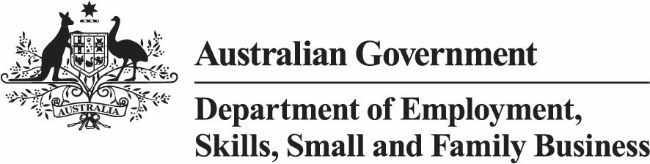 AUSTRALIA
Australian Government
Department of Employment,
Skills, Small and Family Business